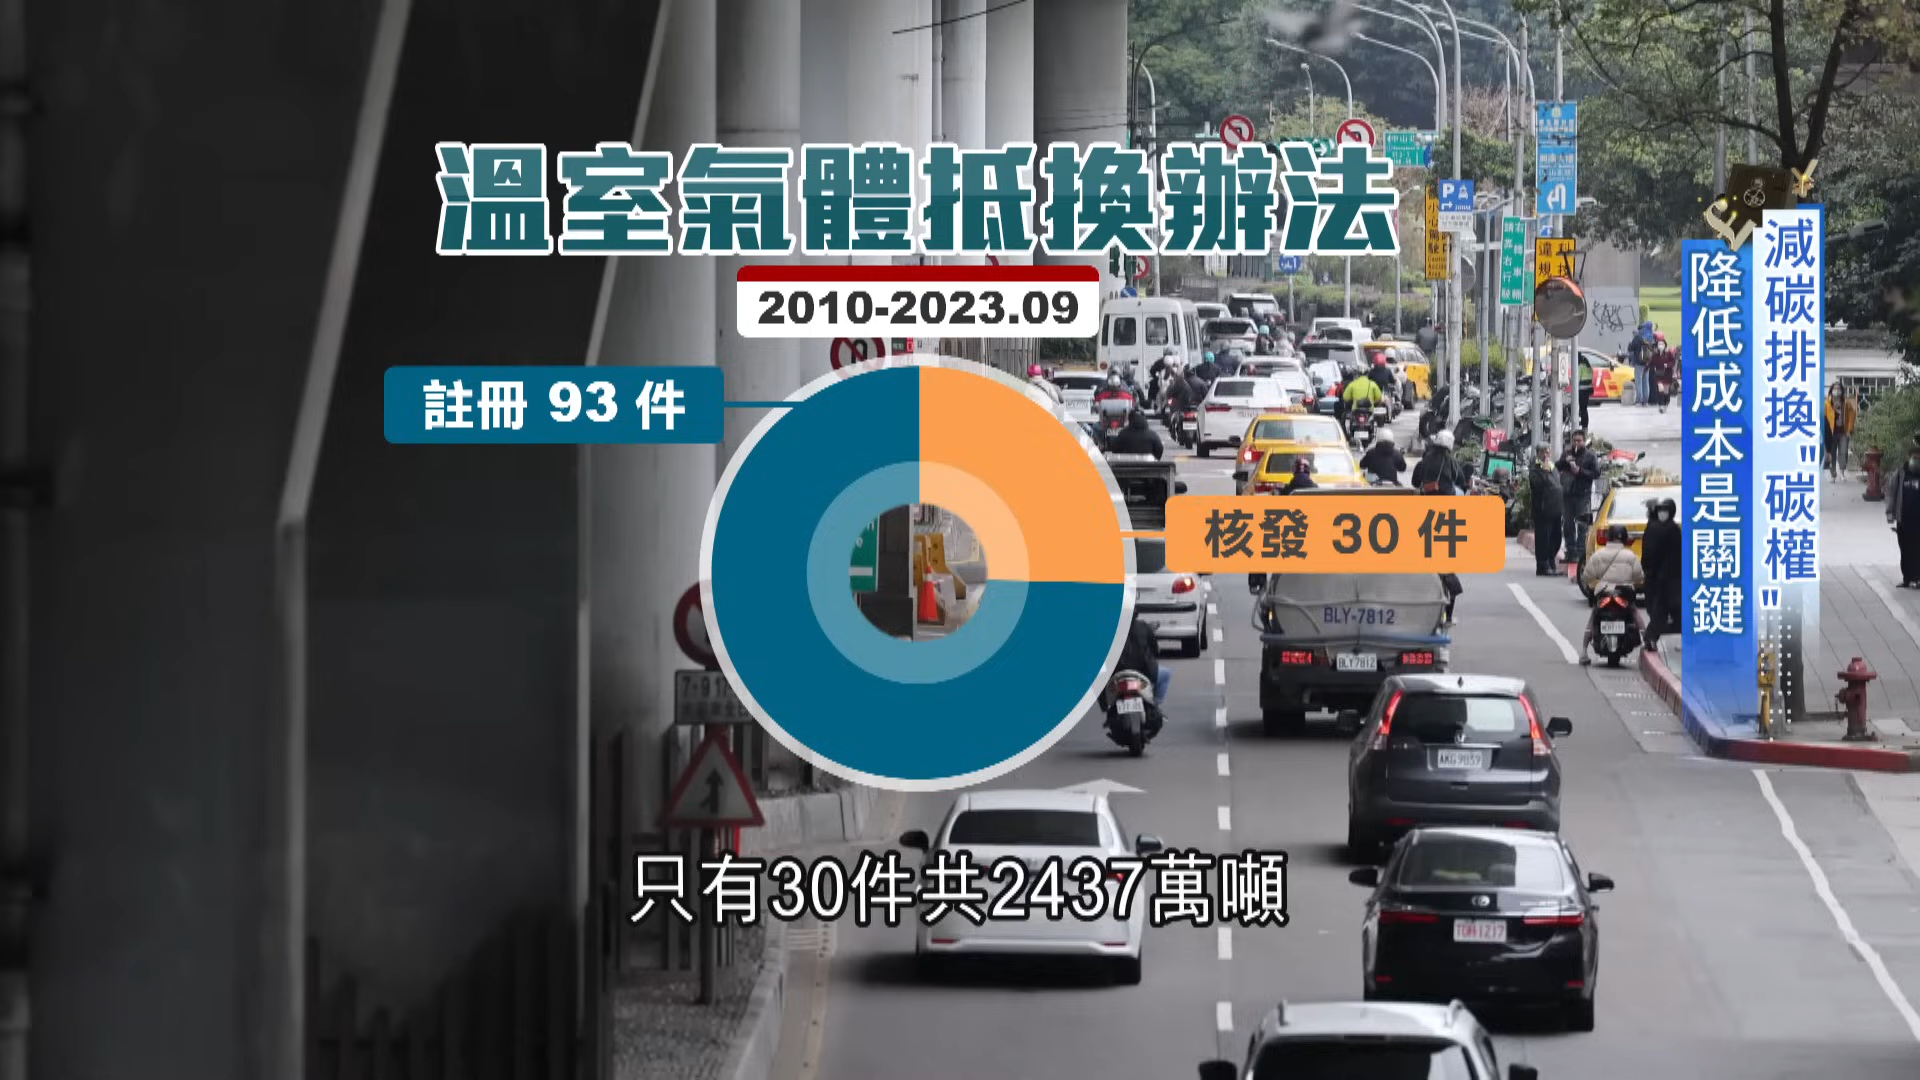 溫室氣體抵換辦法
2010-2023.09
註冊 93 件
核發 30 件
減碳排換"碳權"
降低成本是關鍵
只有30件共2437萬噸
BLY-7812
BLY7812
AKG9859
P